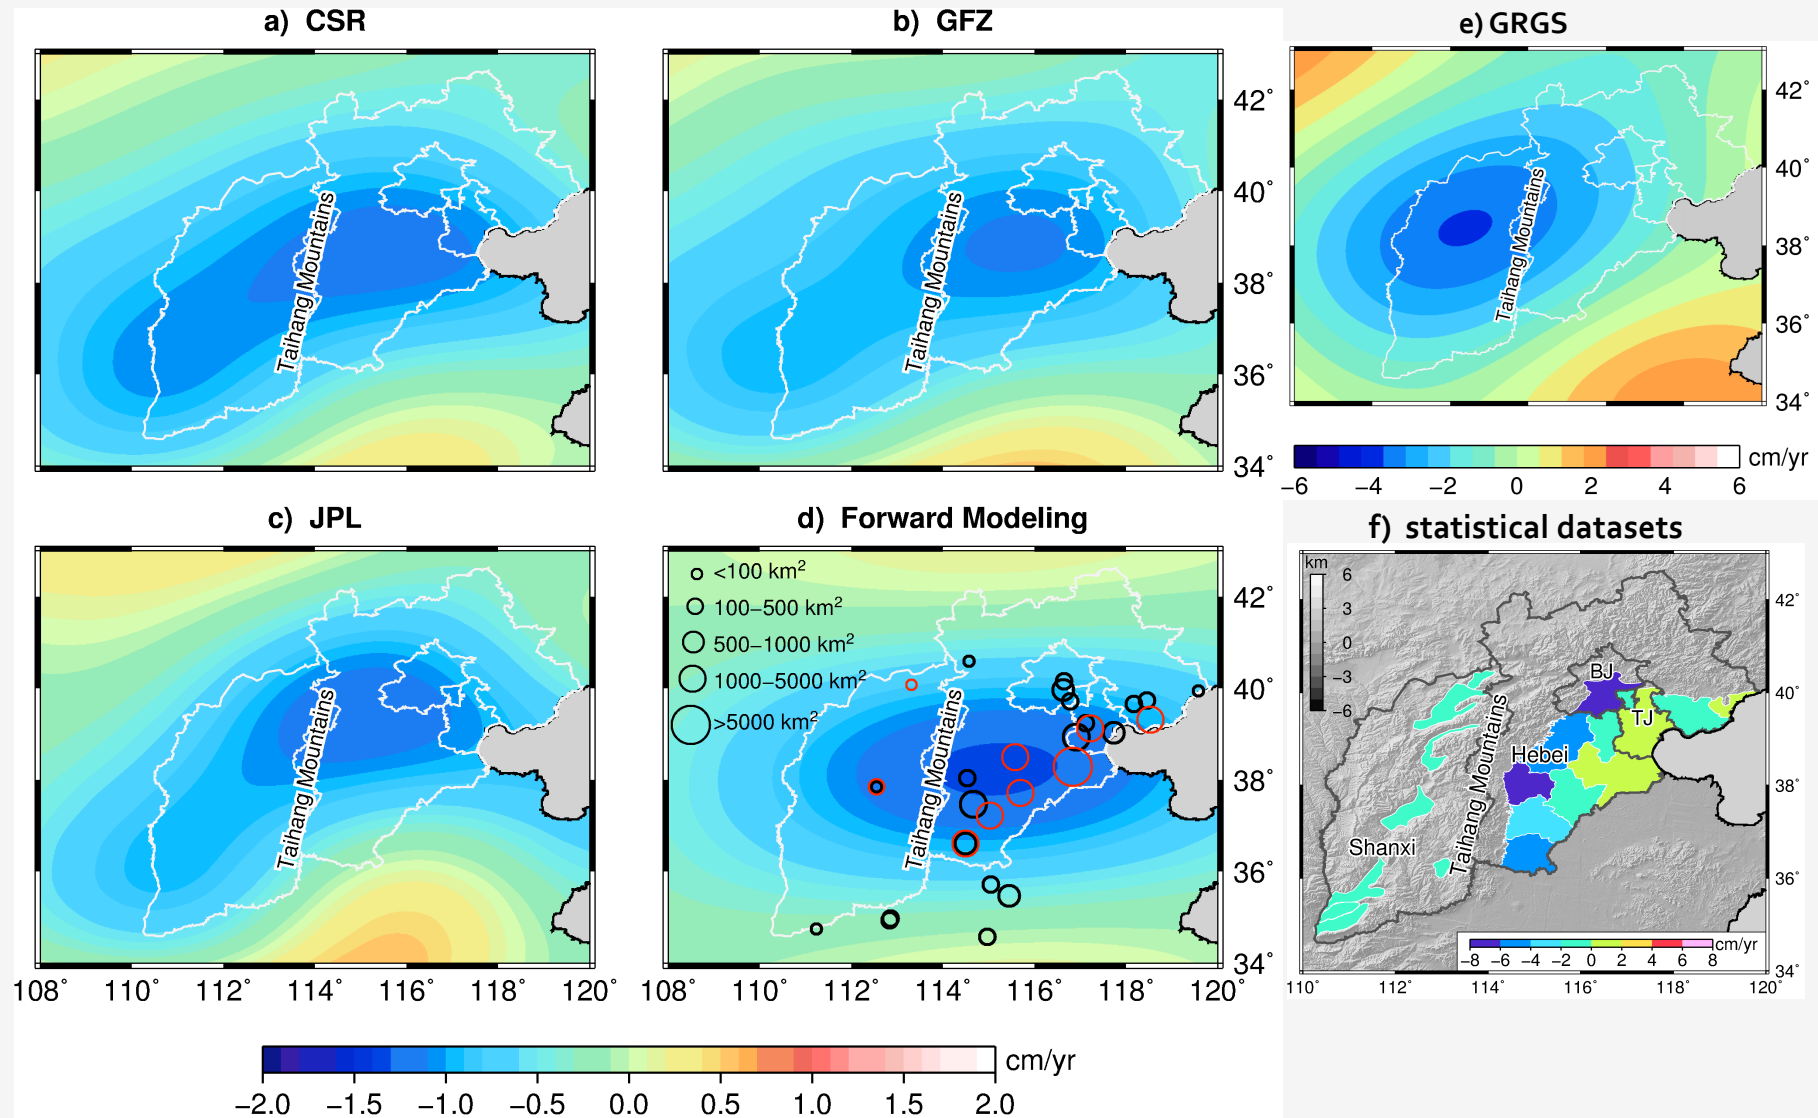 a) CSR
b) GFZ
e) GRGS
Taihang Mountains
Taihang Mountains
Taihang Mountains
42°
40°
38°
36°
34°
42°
40°
38°
36°
34°
cm/yr
−6 −4 −2 0 2 4 6
c) JPL
d) Forward Modeling
f) statistical datasets
Taihang Mountains
<100 km²
100−500 km²
500−1000 km²
1000−5000 km²
>5000 km²
Taihang Mountains
42°
40°
38°
36°
34°
km
6
3
0
−3
−6
BJ
TJ
Hebei
Shanxi
Taihang Mountains
42°
40°
38°
36°
34°
−8 −6 −4 −2 0 2 4 6 8
cm/yr
108° 110° 112° 114° 116° 118° 120°
108° 110° 112° 114° 116° 118° 120°
110° 112° 114° 116° 118° 120°
cm/yr
−2.0 −1.5 −1.0 −0.5 0.0 0.5 1.0 1.5 2.0